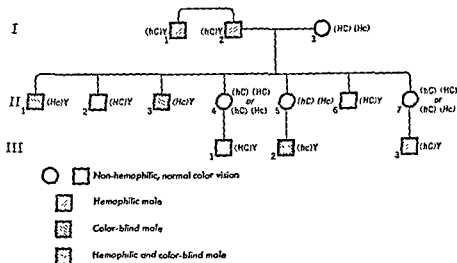 I
(hC)Y 1 (hC)Y 2 3 (HC) (Hc)
II
1 (Hc)Y 2 (HC)Y 3 (Hc)Y 4 (hC) (HC) or (hC) (Hc) 5 (hC) (Hc) 6 (HC)Y 7 (hC) (HC) or (hC) (Hc)
III
1 (HC)Y 2 (hc)Y 3 (hC)Y
Non-hemophilic, normal color vision
Hemophilic male
Color-blind male
Hemophilic and color-blind male